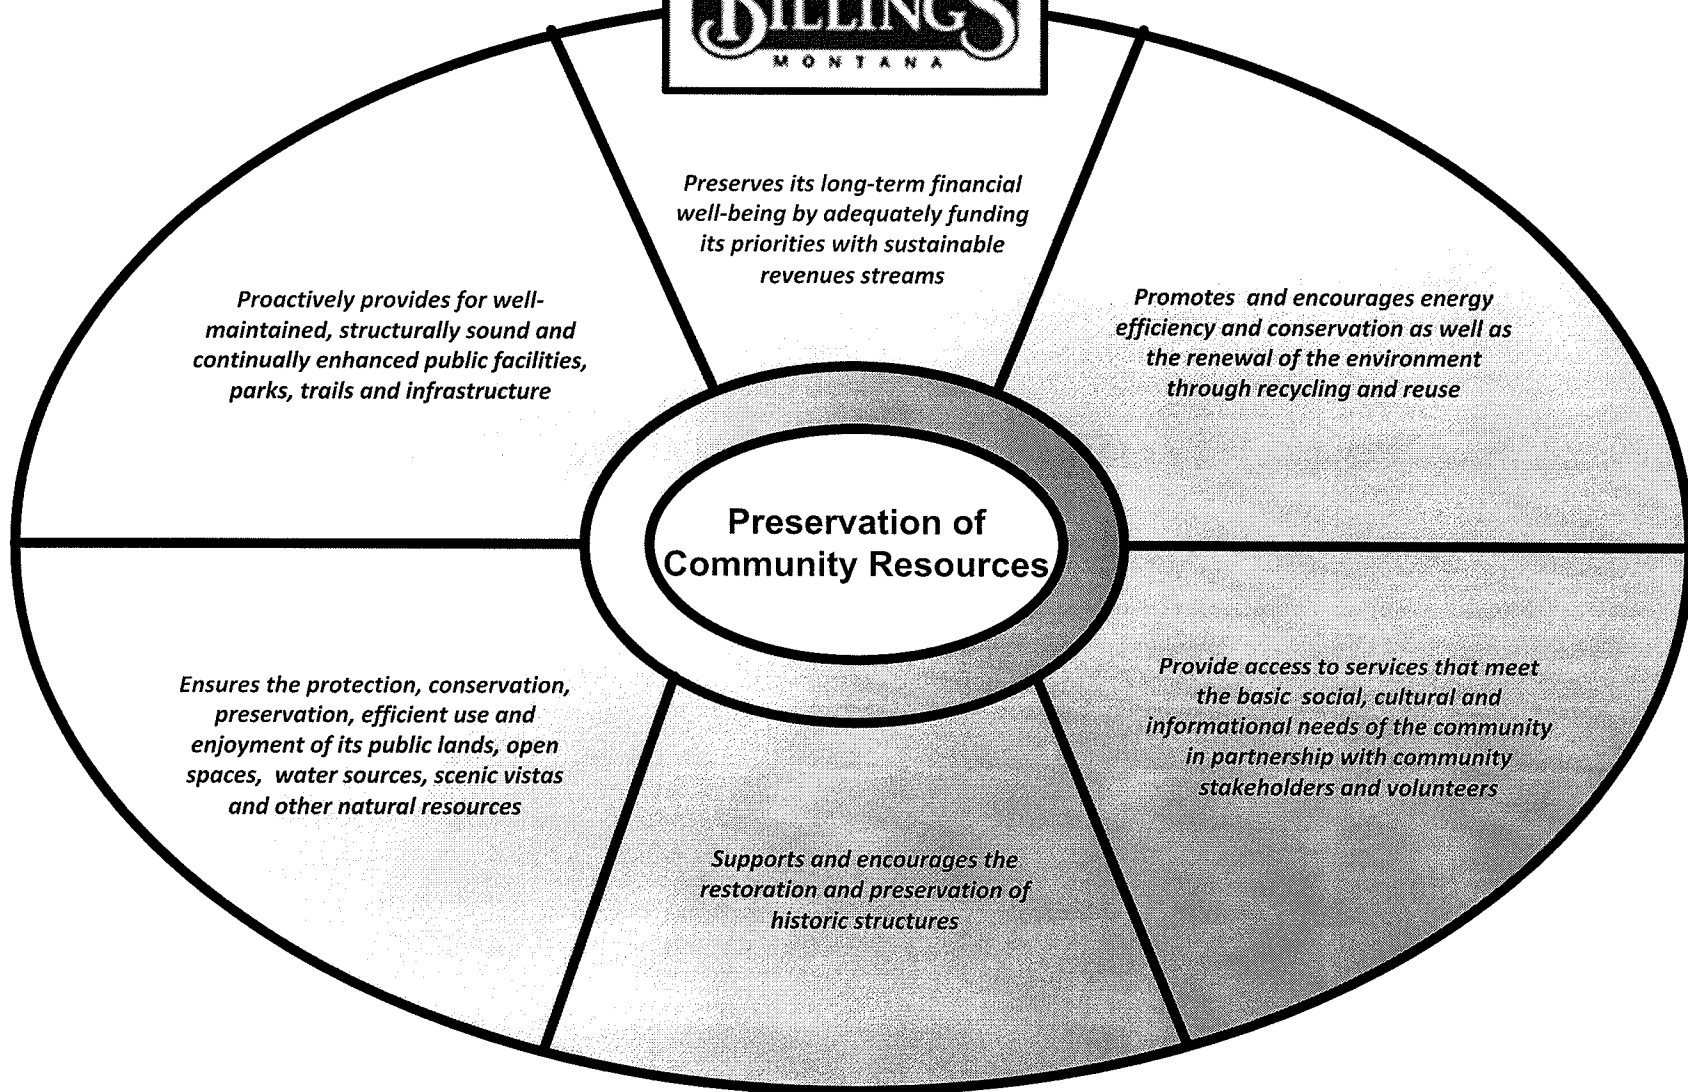 BILLINGS
MONTANA
Preserves its long-term financial
well-being by adequately funding
its priorities with sustainable
revenues streams
Proactively provides for well-
maintained, structurally sound and
continually enhanced public facilities,
parks, trails and infrastructure
Promotes and encourages energy
efficiency and conservation as well as
the renewal of the environment
through recycling and reuse
Preservation of
Community Resources
Ensures the protection, conservation,
preservation, efficient use and
enjoyment of its public lands, open
spaces, water sources, scenic vistas
and other natural resources
Provide access to services that meet
the basic social, cultural and
informational needs of the community
in partnership with community
stakeholders and volunteers
Supports and encourages the
restoration and preservation of
historic structures